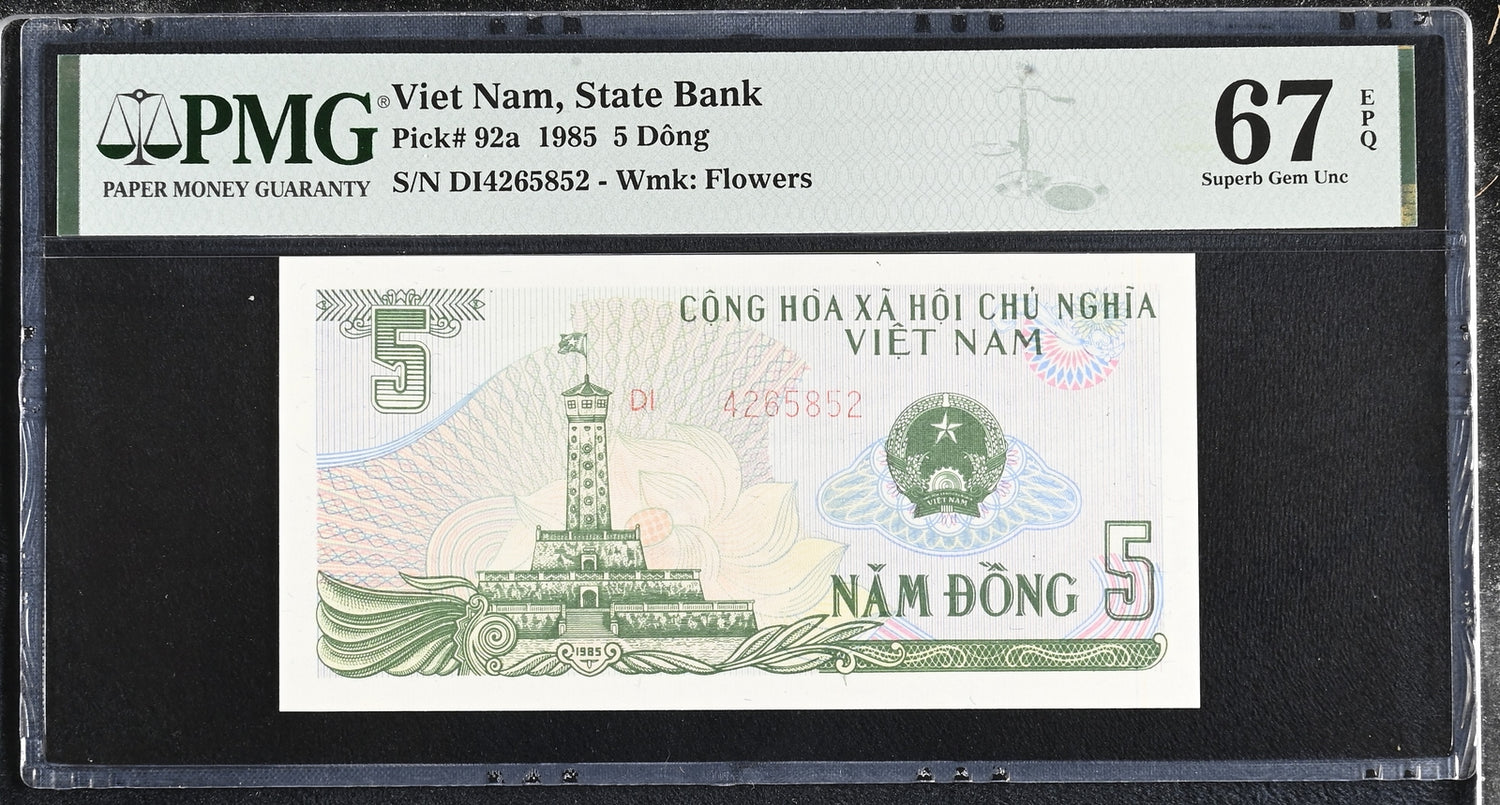 PMG®
PAPER MONEY GUARANTY
Viet Nam, State Bank
Pick# 92a 1985 5 Dông
S/N DI4265852 - Wmk: Flowers
67 EPQ
Superb Gem Unc
5
CỘNG HÒA XÃ HỘI CHỦ NGHĨA
VIỆT NAM
DI 4265852
VIỆT NAM
NĂM ĐỒNG 5
1985